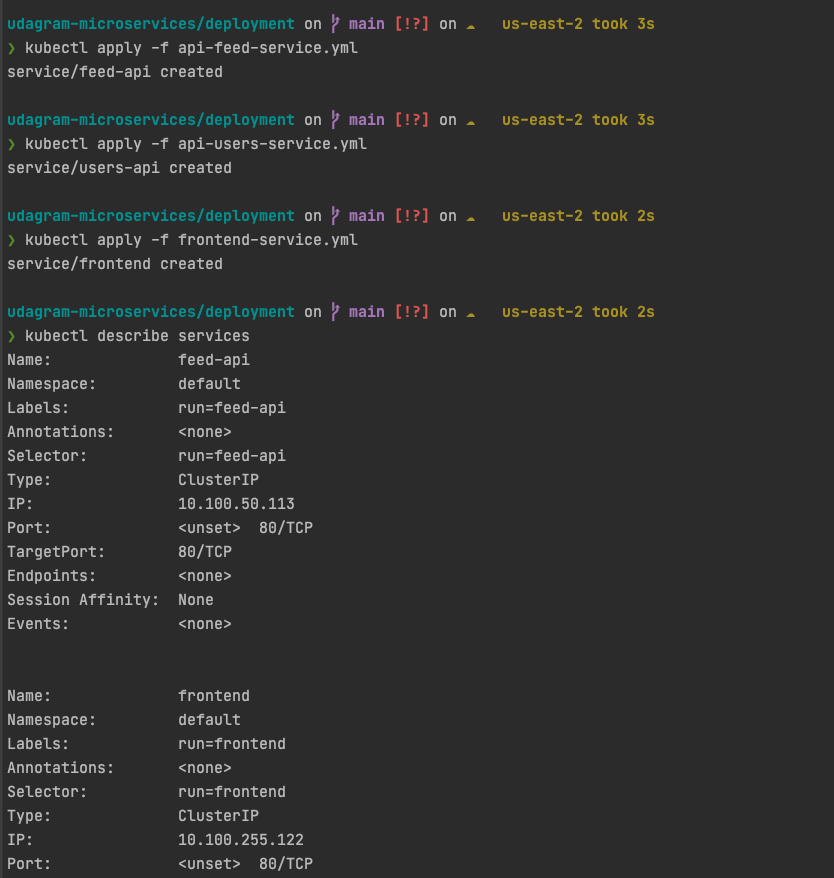 udagram-microservices/deployment on main [!?] on ☁ us-east-2 took 3s
❯ kubectl apply -f api-feed-service.yml
service/feed-api created
udagram-microservices/deployment on main [!?] on ☁ us-east-2 took 3s
❯ kubectl apply -f api-users-service.yml
service/users-api created
udagram-microservices/deployment on main [!?] on ☁ us-east-2 took 2s
❯ kubectl apply -f frontend-service.yml
service/frontend created
udagram-microservices/deployment on main [!?] on ☁ us-east-2 took 2s
❯ kubectl describe services
Name: feed-api
Namespace: default
Labels: run=feed-api
Annotations: <none>
Selector: run=feed-api
Type: ClusterIP
IP: 10.100.50.113
Port: <unset> 80/TCP
TargetPort: 80/TCP
Endpoints: <none>
Session Affinity: None
Events: <none>
Name: frontend
Namespace: default
Labels: run=frontend
Annotations: <none>
Selector: run=frontend
Type: ClusterIP
IP: 10.100.255.122
Port: <unset> 80/TCP